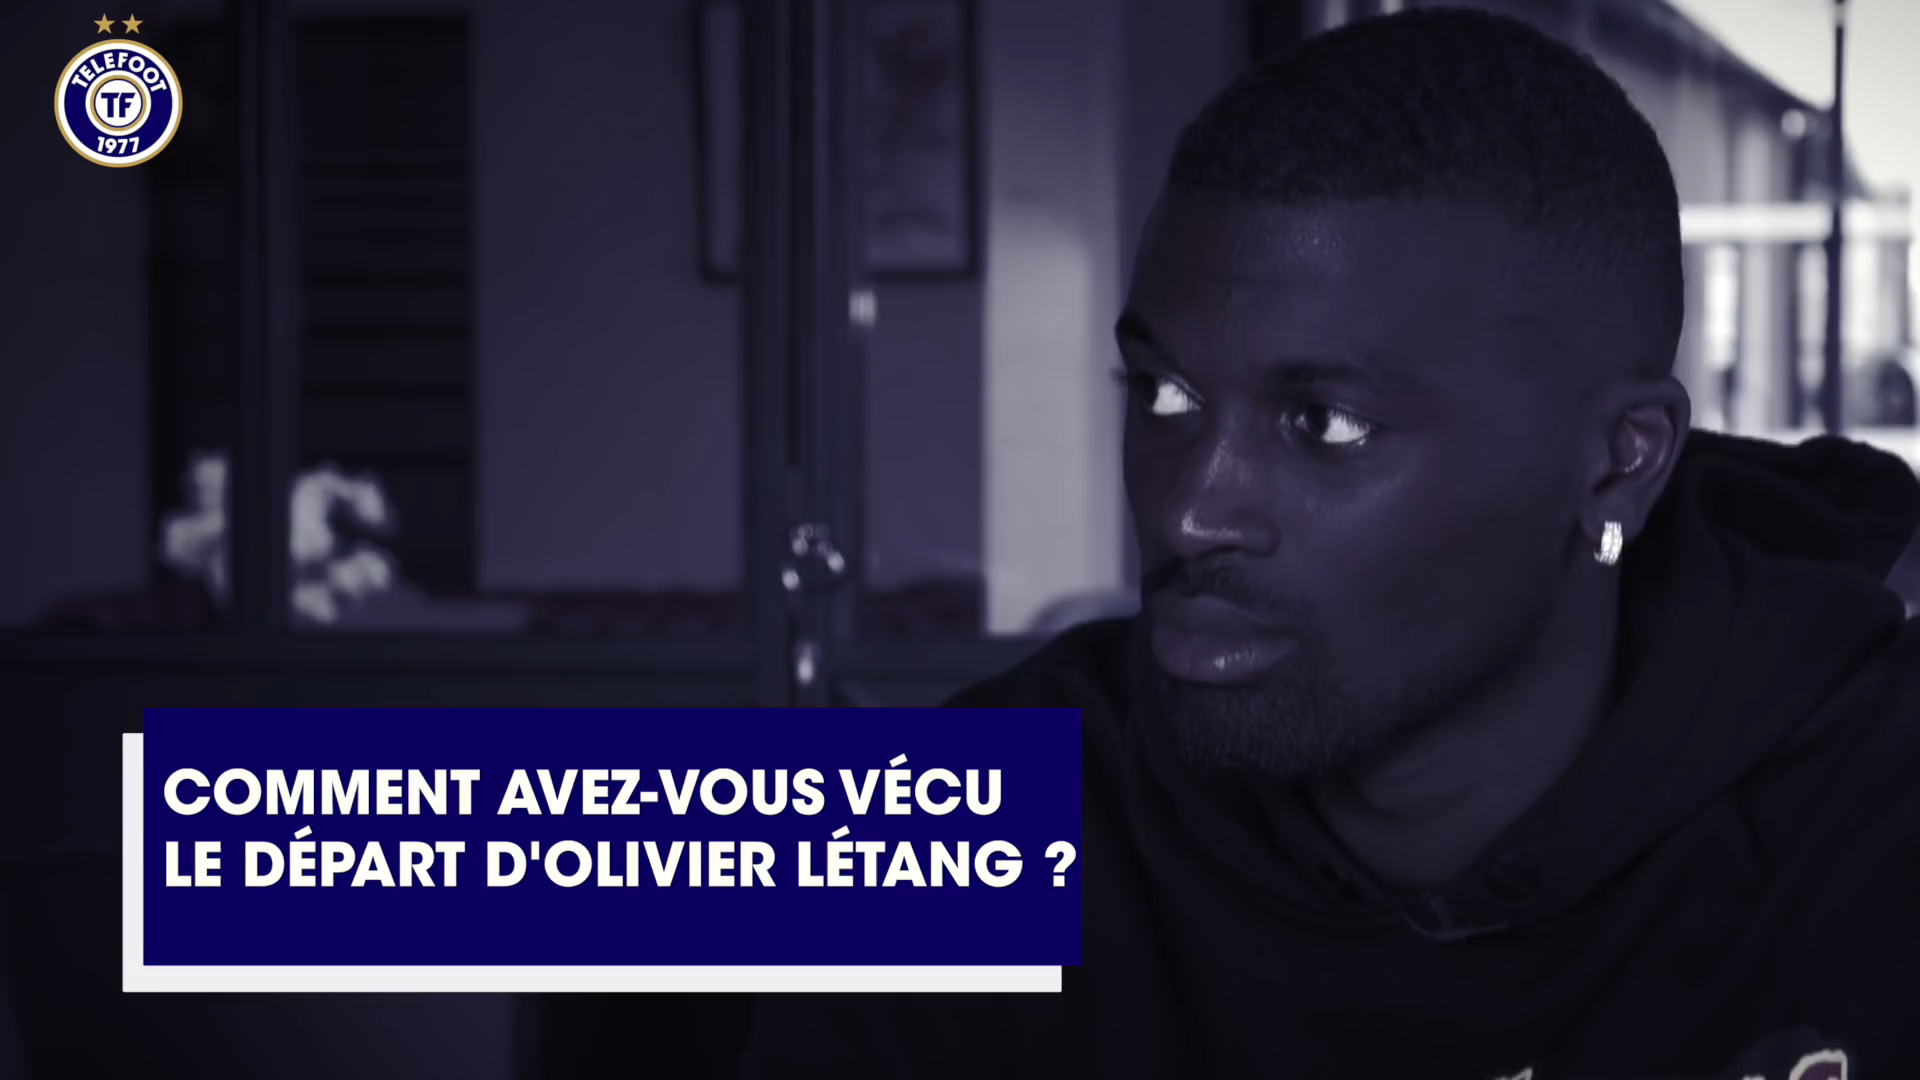 TELEFOOT
TF
1977
COMMENT AVEZ-VOUS VÉCU
LE DÉPART D'OLIVIER LÉTANG ?